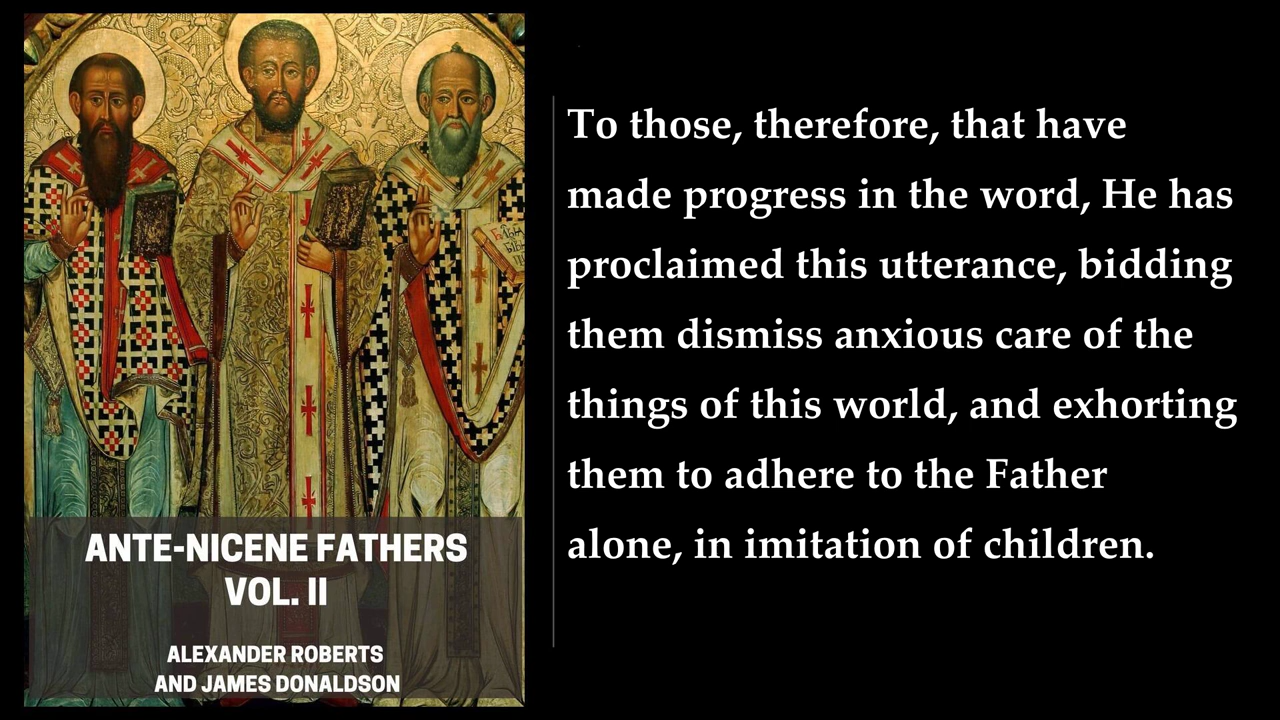 ANTE-NICENE FATHERS
VOL. II
ALEXANDER ROBERTS
AND JAMES DONALDSON
To those, therefore, that have
made progress in the word, He has
proclaimed this utterance, bidding
them dismiss anxious care of the
things of this world, and exhorting
them to adhere to the Father
alone, in imitation of children.